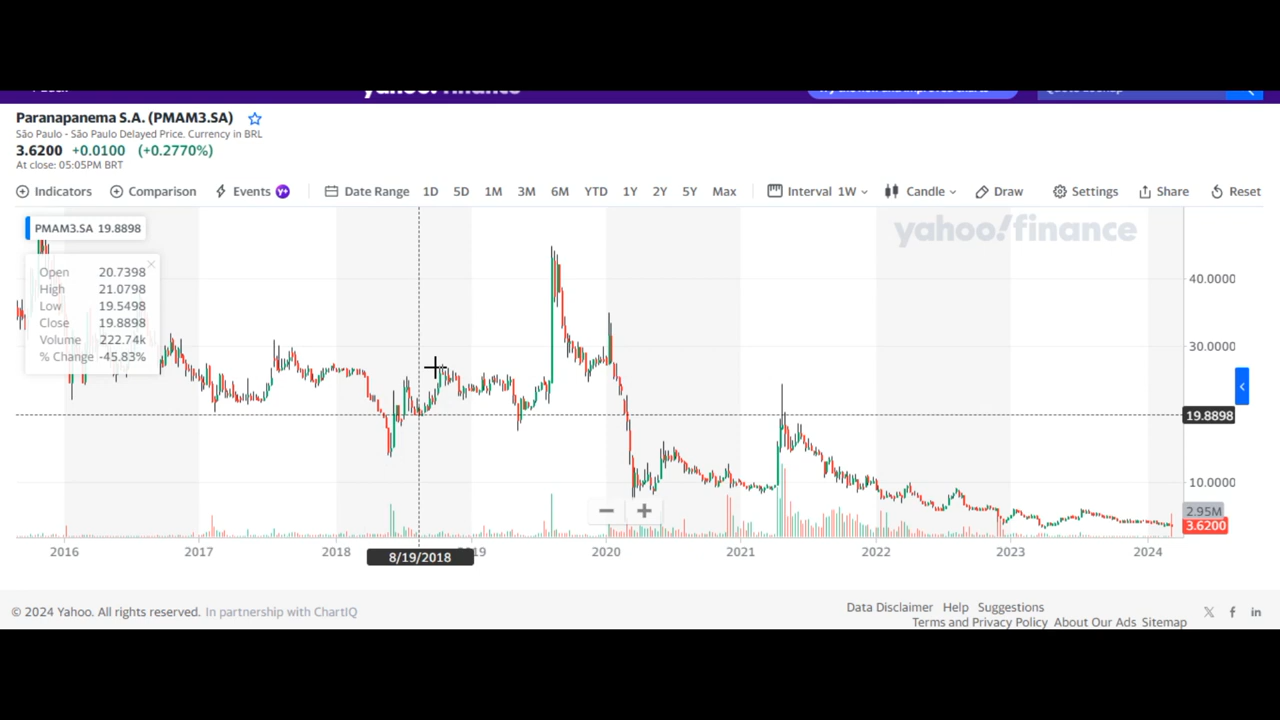 yahoo! finance
Paranapanema S.A. (PMAM3.SA)
São Paulo - São Paulo Delayed Price. Currency in BRL
3.6200 +0.0100 (+0.2770%)
At close: 05:05PM BRT
Indicators Comparison Events Y+ Date Range 1D 5D 1M 3M 6M YTD 1Y 2Y 5Y Max Interval 1W Candle Draw Settings Share Reset
PMAM3.SA 19.8898
yahoo!finance
Open 20.7398
High 21.0798
Low 19.5498
Close 19.8898
Volume 222.74k
% Change -45.83%
40.0000
30.0000
19.8898
10.0000
2.95M
3.6200
2016 2017 2018 2019 2020 2021 2022 2023 2024
8/19/2018
© 2024 Yahoo. All rights reserved. In partnership with ChartIQ
Data Disclaimer Help Suggestions
Terms and Privacy Policy About Our Ads Sitemap